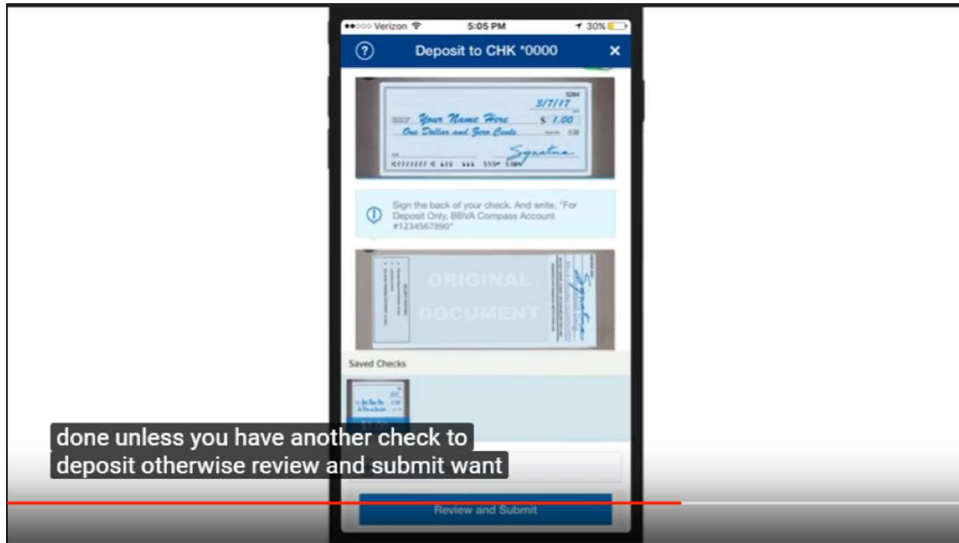 Verizon 5:05 PM 30%
? Deposit to CHK *0000 ×
5284
3/7/17
Your Name Here $ 1.00
One Dollar and Zero Cents
Signature
Sign the back of your check. And write, "For
Deposit Only, BBVA Compass Account
#1234567890"
ORIGINAL
DOCUMENT
Signature
Saved Checks
done unless you have another check to
deposit otherwise review and submit want
Review and Submit